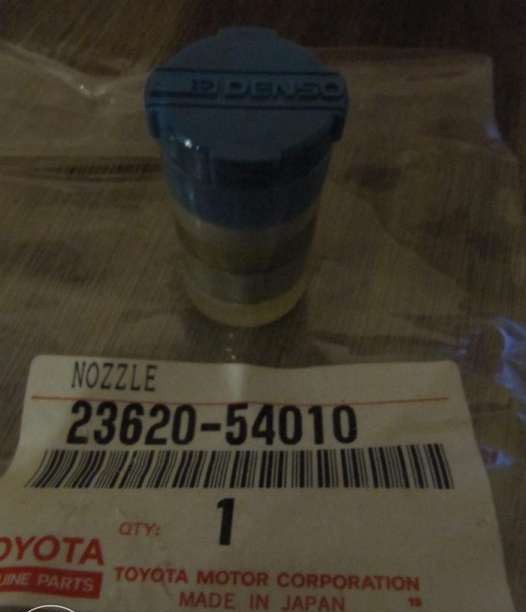 DENSO
NOZZLE
23620-54010
QTY: 1
OYOTA
UINE PARTS
TOYOTA MOTOR CORPORATION
MADE IN JAPAN